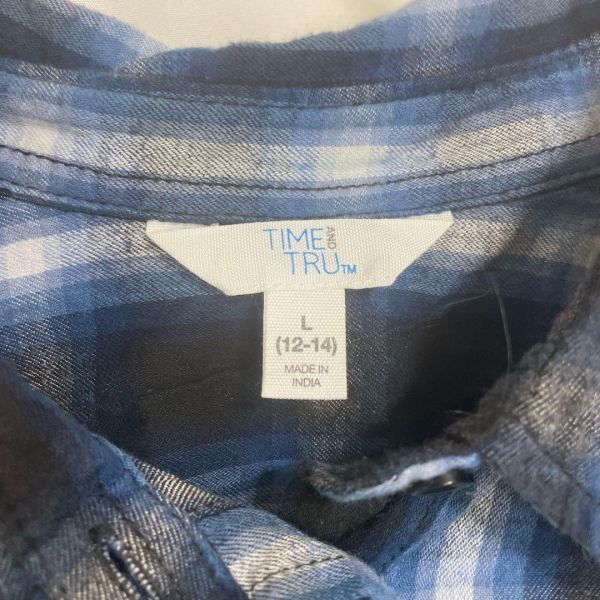 TIME AND
TRU™
L
(12-14)
MADE IN
INDIA